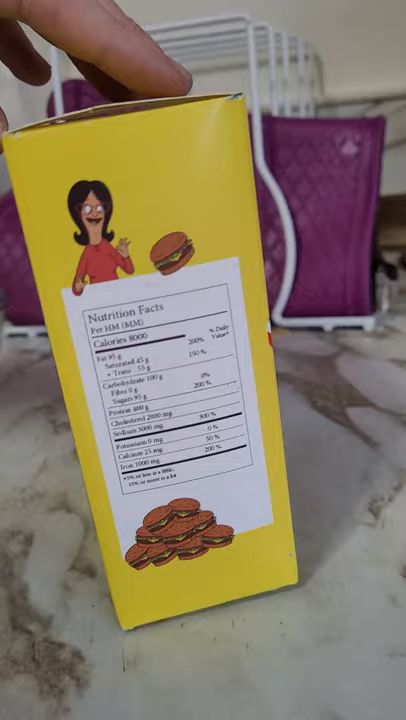 Nutrition Facts
Per HM (MM)
Calories 8000
% Daily
Value*
Fat 95 g 200%
Saturated 45 g 150 %
+ Trans 55 g
Carbohydrate 100 g
Fibre 0 g 0%
Sugars 95 g 200 %
Protein 400 g
Cholesterol 2000 mg
Sodium 5000 mg 500 %
Potassium 0 mg 0 %
Calcium 25 mg 50 %
Iron 1000 mg 200 %
*5% or less is a little,
15% or more is a lot